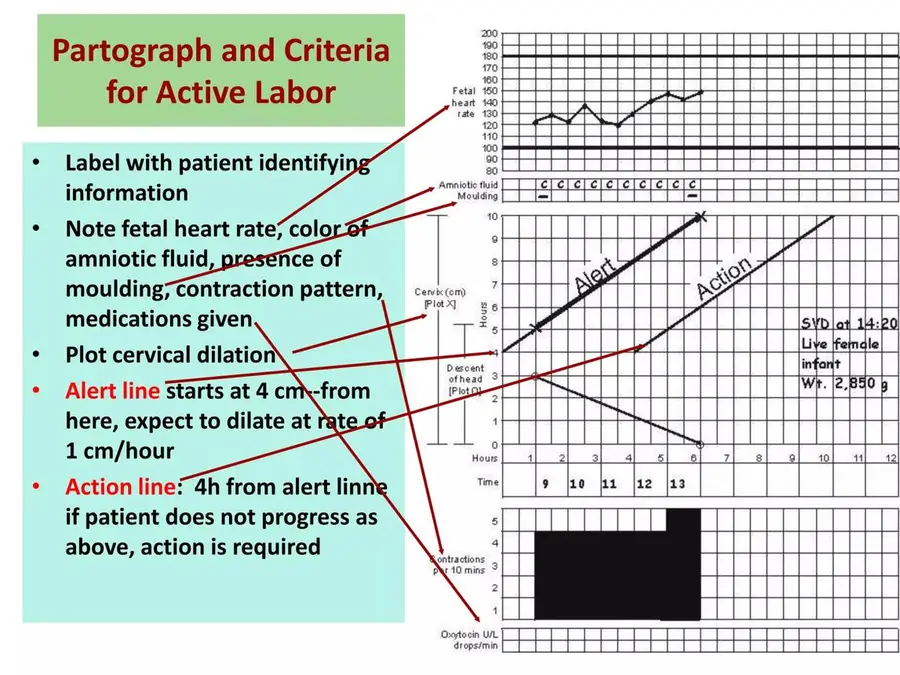 Partograph and Criteria
for Active Labor
• Label with patient identifying
information
• Note fetal heart rate, color of
amniotic fluid, presence of
moulding, contraction pattern,
medications given
• Plot cervical dilation
• Alert line starts at 4 cm--from
here, expect to dilate at rate of
1 cm/hour
• Action line: 4h from alert linne
if patient does not progress as
above, action is required
Fetal
heart
rate
200
190
180
170
160
150
140
130
120
110
100
90
80
Amniotic fluid
Moulding
C C C C C C C C C C
Cervix (cm)
[Plot X]
Descent
of head
[Plot O]
Hours
10
9
8
7
6
5
4
3
2
1
0
Alert
Action
SVD at 14:20
Live female
infant
Wt. 2,850 g
Hours 1 2 3 4 5 6 7 8 9 10 11 12
Time 9 10 11 12 13
Contractions
per 10 mins
5
4
3
2
1
Oxytocin U/L
drops/min